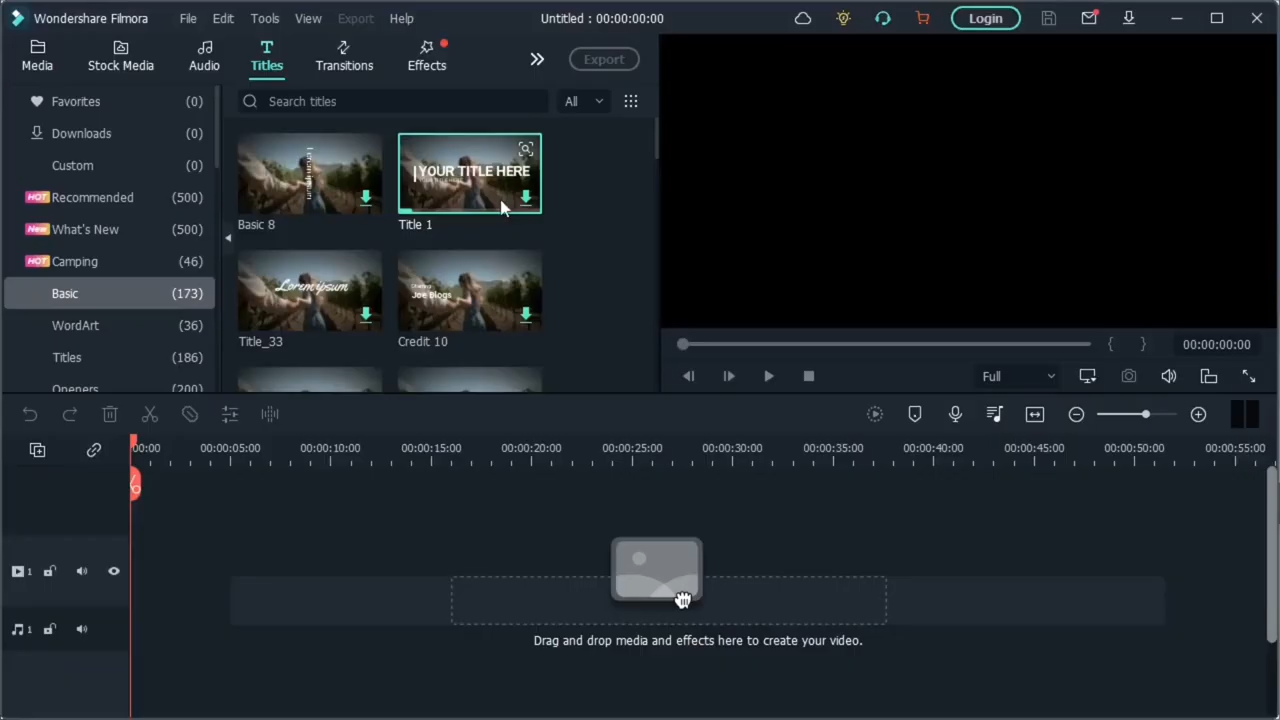 Wondershare Filmora File Edit Tools View Export Help Untitled : 00:00:00:00 Login
Media Stock Media Audio Titles Transitions Effects Export
Favorites (0)
Downloads (0)
Custom (0)
HOT Recommended (500)
New What's New (500)
HOT Camping (46)
Basic (173)
WordArt (36)
Titles (186)
Openers (200)
Search titles All
Lorem ipsum
Basic 8
YOUR TITLE HERE
Title 1
Lorem ipsum
Title_33
Joe Blogs
Credit 10
{ } 00:00:00:00
Full
00:00 00:00:05:00 00:00:10:00 00:00:15:00 00:00:20:00 00:00:25:00 00:00:30:00 00:00:35:00 00:00:40:00 00:00:45:00 00:00:50:00 00:00:55:00
1
1
Drag and drop media and effects here to create your video.